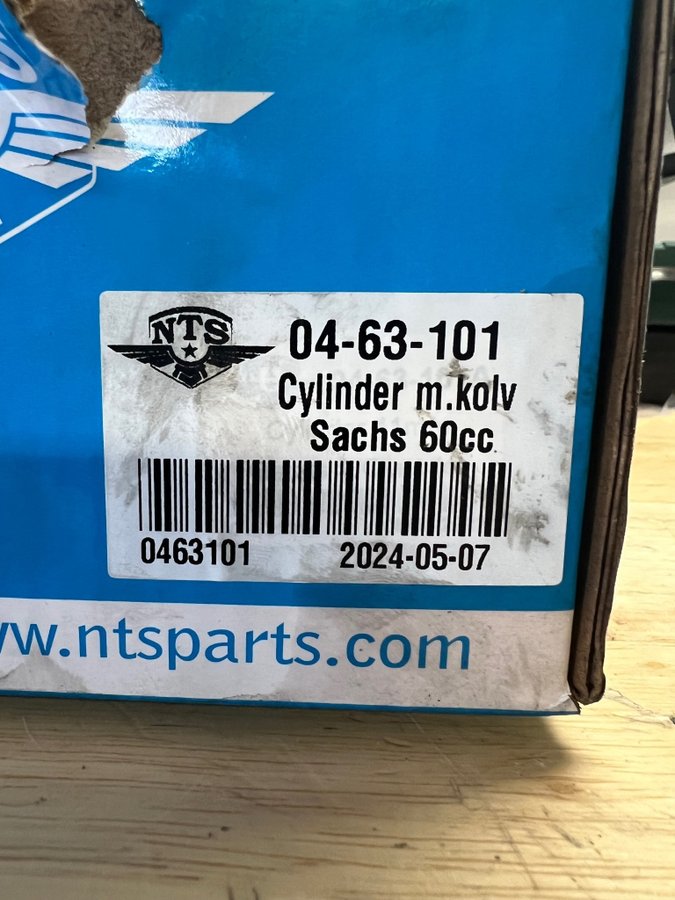 NTS
04-63-101
Cylinder m.kolv
Sachs 60cc
0463101 2024-05-07
www.ntsparts.com